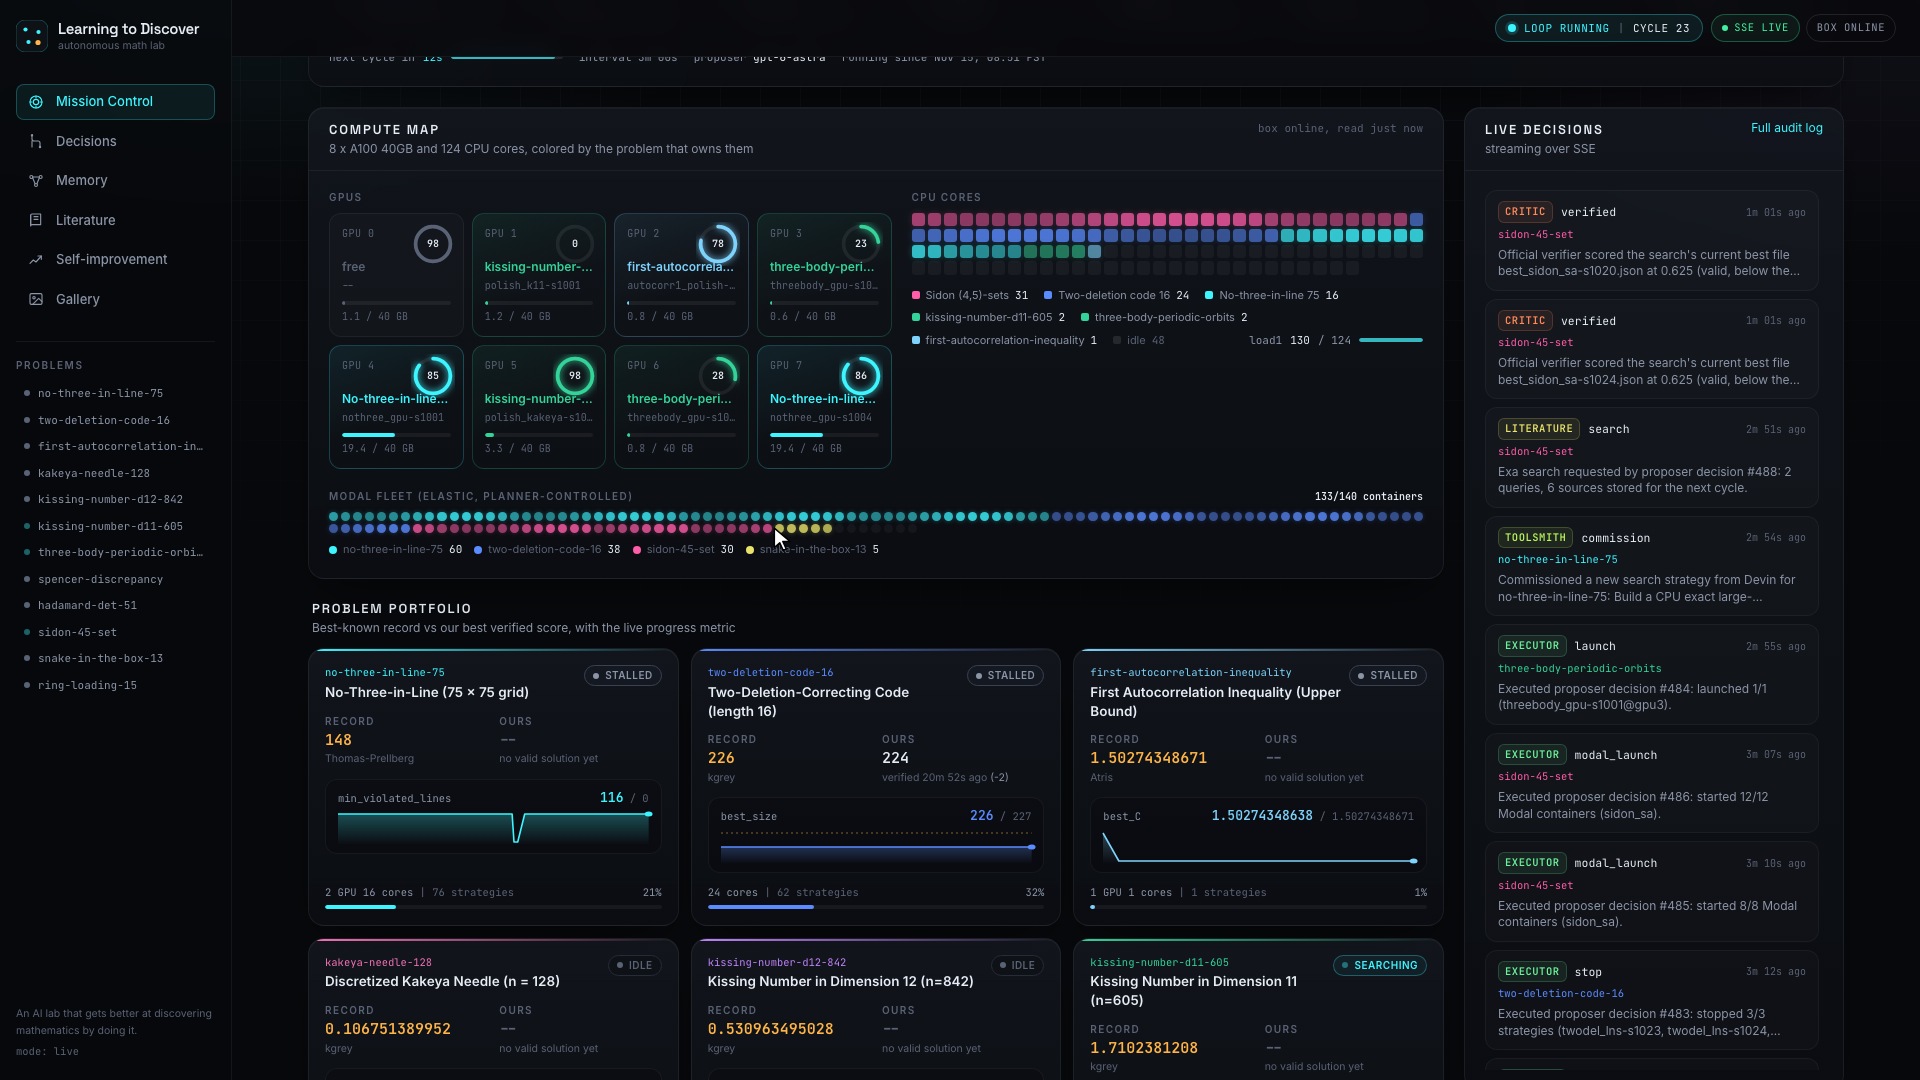 Learning to Discover
autonomous math lab
Mission Control
Decisions
Memory
Literature
Self-improvement
Gallery
PROBLEMS
no-three-in-line-75
two-deletion-code-16
first-autocorrelation-in…
kakeya-needle-128
kissing-number-d12-842
kissing-number-d11-605
three-body-periodic-orbi…
spencer-discrepancy
hadamard-det-51
sidon-45-set
snake-in-the-box-13
ring-loading-15
An AI lab that gets better at discovering
mathematics by doing it.
mode: live
LOOP RUNNING | CYCLE 23
SSE LIVE
BOX ONLINE
next cycle in 12s interval 3m 00s proposer gpt-6-astra running since Nov 15, 08:51 PST
COMPUTE MAP
box online, read just now
8 x A100 40GB and 124 CPU cores, colored by the problem that owns them
GPUS
GPU 0 98
free
--
1.1 / 40 GB
GPU 1 0
kissing-number-…
polish_k11-s1001
1.2 / 40 GB
GPU 2 78
first-autocorrela…
autocorr1_polish-…
0.8 / 40 GB
GPU 3 23
three-body-peri…
threebody_gpu-s10…
0.6 / 40 GB
GPU 4 85
No-three-in-line…
nothree_gpu-s1001
19.4 / 40 GB
GPU 5 98
kissing-number-…
polish_kakeya-s10…
3.3 / 40 GB
GPU 6 28
three-body-peri…
threebody_gpu-s10…
0.8 / 40 GB
GPU 7 86
No-three-in-line…
nothree_gpu-s1004
19.4 / 40 GB
CPU CORES
Sidon (4,5)-sets 31 Two-deletion code 16 24 No-three-in-line 75 16
kissing-number-d11-605 2 three-body-periodic-orbits 2
first-autocorrelation-inequality 1 idle 48 load1 130 / 124
MODAL FLEET (ELASTIC, PLANNER-CONTROLLED) 133/140 containers
no-three-in-line-75 60 two-deletion-code-16 38 sidon-45-set 30 snake-in-the-box-13 5
PROBLEM PORTFOLIO
Best-known record vs our best verified score, with the live progress metric
no-three-in-line-75
STALLED
No-Three-in-Line (75 × 75 grid)
RECORD OURS
148 --
Thomas-Prellberg no valid solution yet
min_violated_lines 116 / 0
2 GPU 16 cores | 76 strategies 21%
two-deletion-code-16
STALLED
Two-Deletion-Correcting Code
(length 16)
RECORD OURS
226 224
kgrey verified 20m 52s ago (-2)
best_size 226 / 227
24 cores | 62 strategies 32%
first-autocorrelation-inequality
STALLED
First Autocorrelation Inequality (Upper
Bound)
RECORD OURS
1.50274348671 --
Atris no valid solution yet
best_C 1.50274348638 / 1.50274348671
1 GPU 1 cores | 1 strategies 1%
kakeya-needle-128
IDLE
Discretized Kakeya Needle (n = 128)
RECORD OURS
0.106751389952 --
kgrey no valid solution yet
kissing-number-d12-842
IDLE
Kissing Number in Dimension 12 (n=842)
RECORD OURS
0.530963495028 --
kgrey no valid solution yet
kissing-number-d11-605
SEARCHING
Kissing Number in Dimension 11
(n=605)
RECORD OURS
1.7102381208 --
kgrey no valid solution yet
LIVE DECISIONS
Full audit log
streaming over SSE
CRITIC verified 1m 01s ago
sidon-45-set
Official verifier scored the search's current best file
best_sidon_sa-s1020.json at 0.625 (valid, below the…
CRITIC verified 1m 01s ago
sidon-45-set
Official verifier scored the search's current best file
best_sidon_sa-s1024.json at 0.625 (valid, below the…
LITERATURE search 2m 51s ago
sidon-45-set
Exa search requested by proposer decision #488: 2
queries, 6 sources stored for the next cycle.
TOOLSMITH commission 2m 54s ago
no-three-in-line-75
Commissioned a new search strategy from Devin for
no-three-in-line-75: Build a CPU exact large-…
EXECUTOR launch 2m 55s ago
three-body-periodic-orbits
Executed proposer decision #484: launched 1/1
(threebody_gpu-s1001@gpu3).
EXECUTOR modal_launch 3m 07s ago
sidon-45-set
Executed proposer decision #486: started 12/12
Modal containers (sidon_sa).
EXECUTOR modal_launch 3m 10s ago
sidon-45-set
Executed proposer decision #485: started 8/8 Modal
containers (sidon_sa).
EXECUTOR stop 3m 12s ago
two-deletion-code-16
Executed proposer decision #483: stopped 3/3
strategies (twodel_lns-s1023, twodel_lns-s1024,…